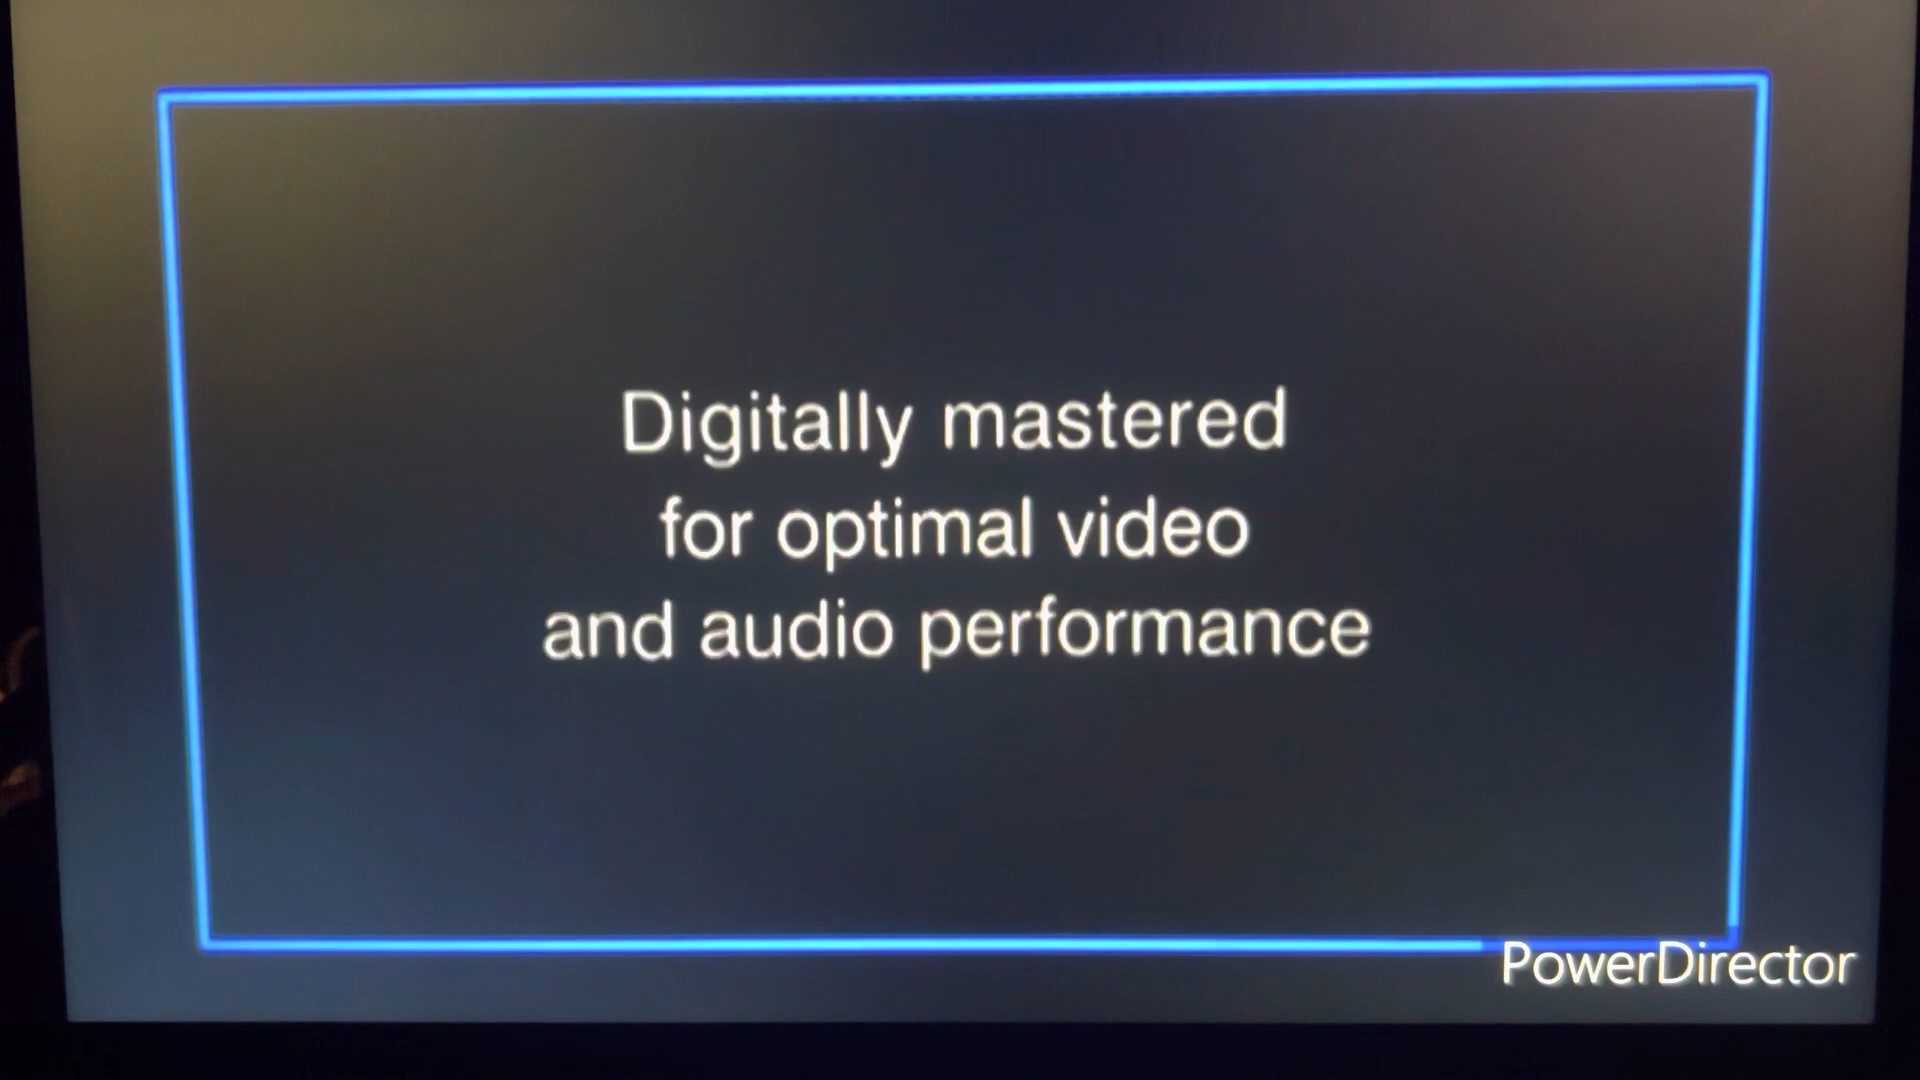 Digitally mastered
for optimal video
and audio performance
PowerDirector